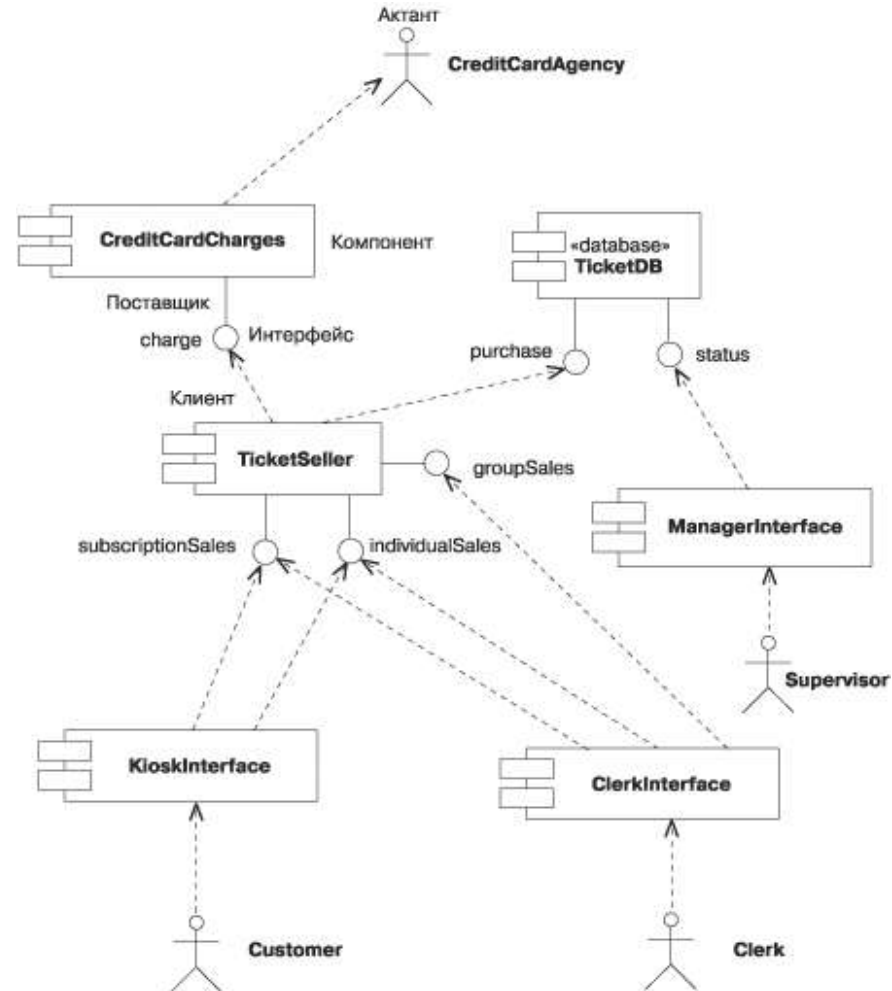 Актант
CreditCardAgency
CreditCardCharges
Компонент
«database»
TicketDB
Поставщик
charge
Интерфейс
purchase
status
Клиент
TicketSeller
groupSales
ManagerInterface
subscriptionSales
individualSales
Supervisor
KioskInterface
ClerkInterface
Customer
Clerk